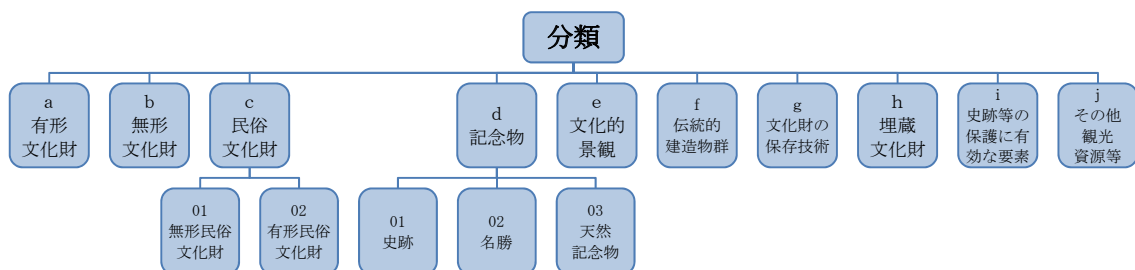 分類
a
有形
文化財
b
無形
文化財
c
民俗
文化財
d
記念物
e
文化的
景観
f
伝統的
建造物群
g
文化財の
保存技術
h
埋蔵
文化財
i
史跡等の
保護に有
効な要素
j
その他
観光
資源等
01
無形民俗
文化財
02
有形民俗
文化財
01
史跡
02
名勝
03
天然
記念物